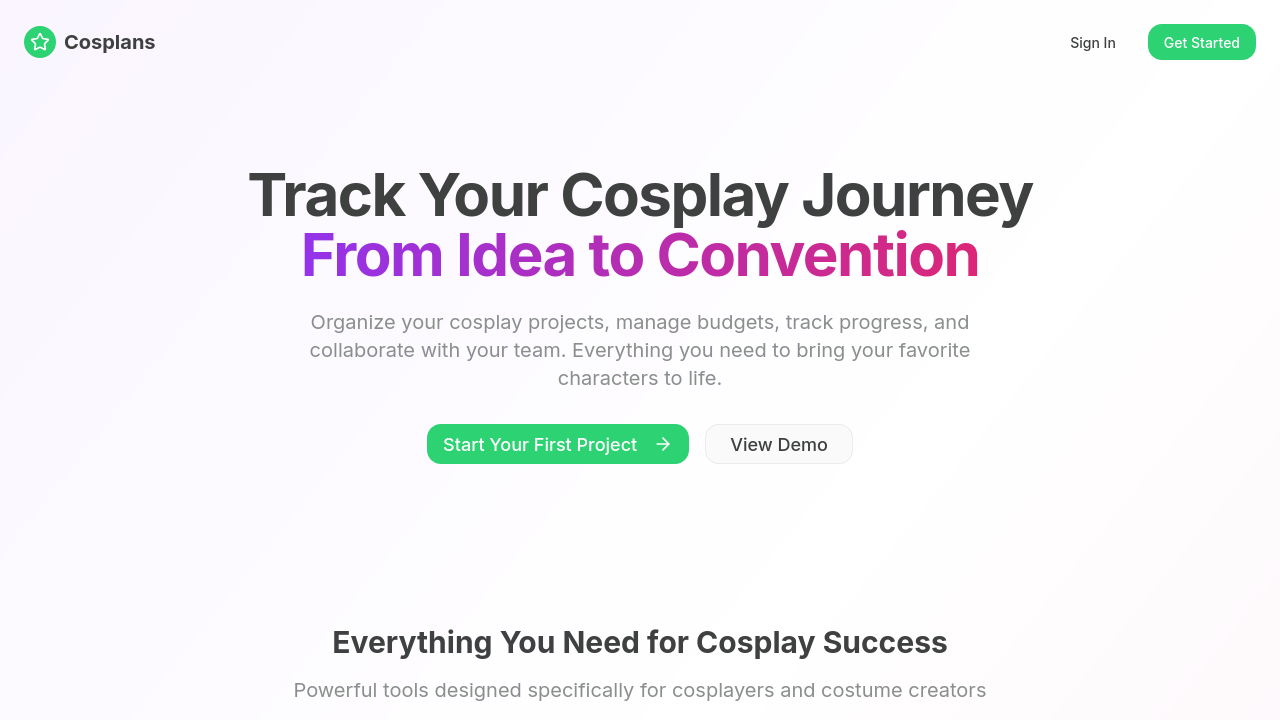 Cosplans
Sign In
Get Started
Track Your Cosplay Journey
From Idea to Convention
Organize your cosplay projects, manage budgets, track progress, and
collaborate with your team. Everything you need to bring your favorite
characters to life.
Start Your First Project
View Demo
Everything You Need for Cosplay Success
Powerful tools designed specifically for cosplayers and costume creators